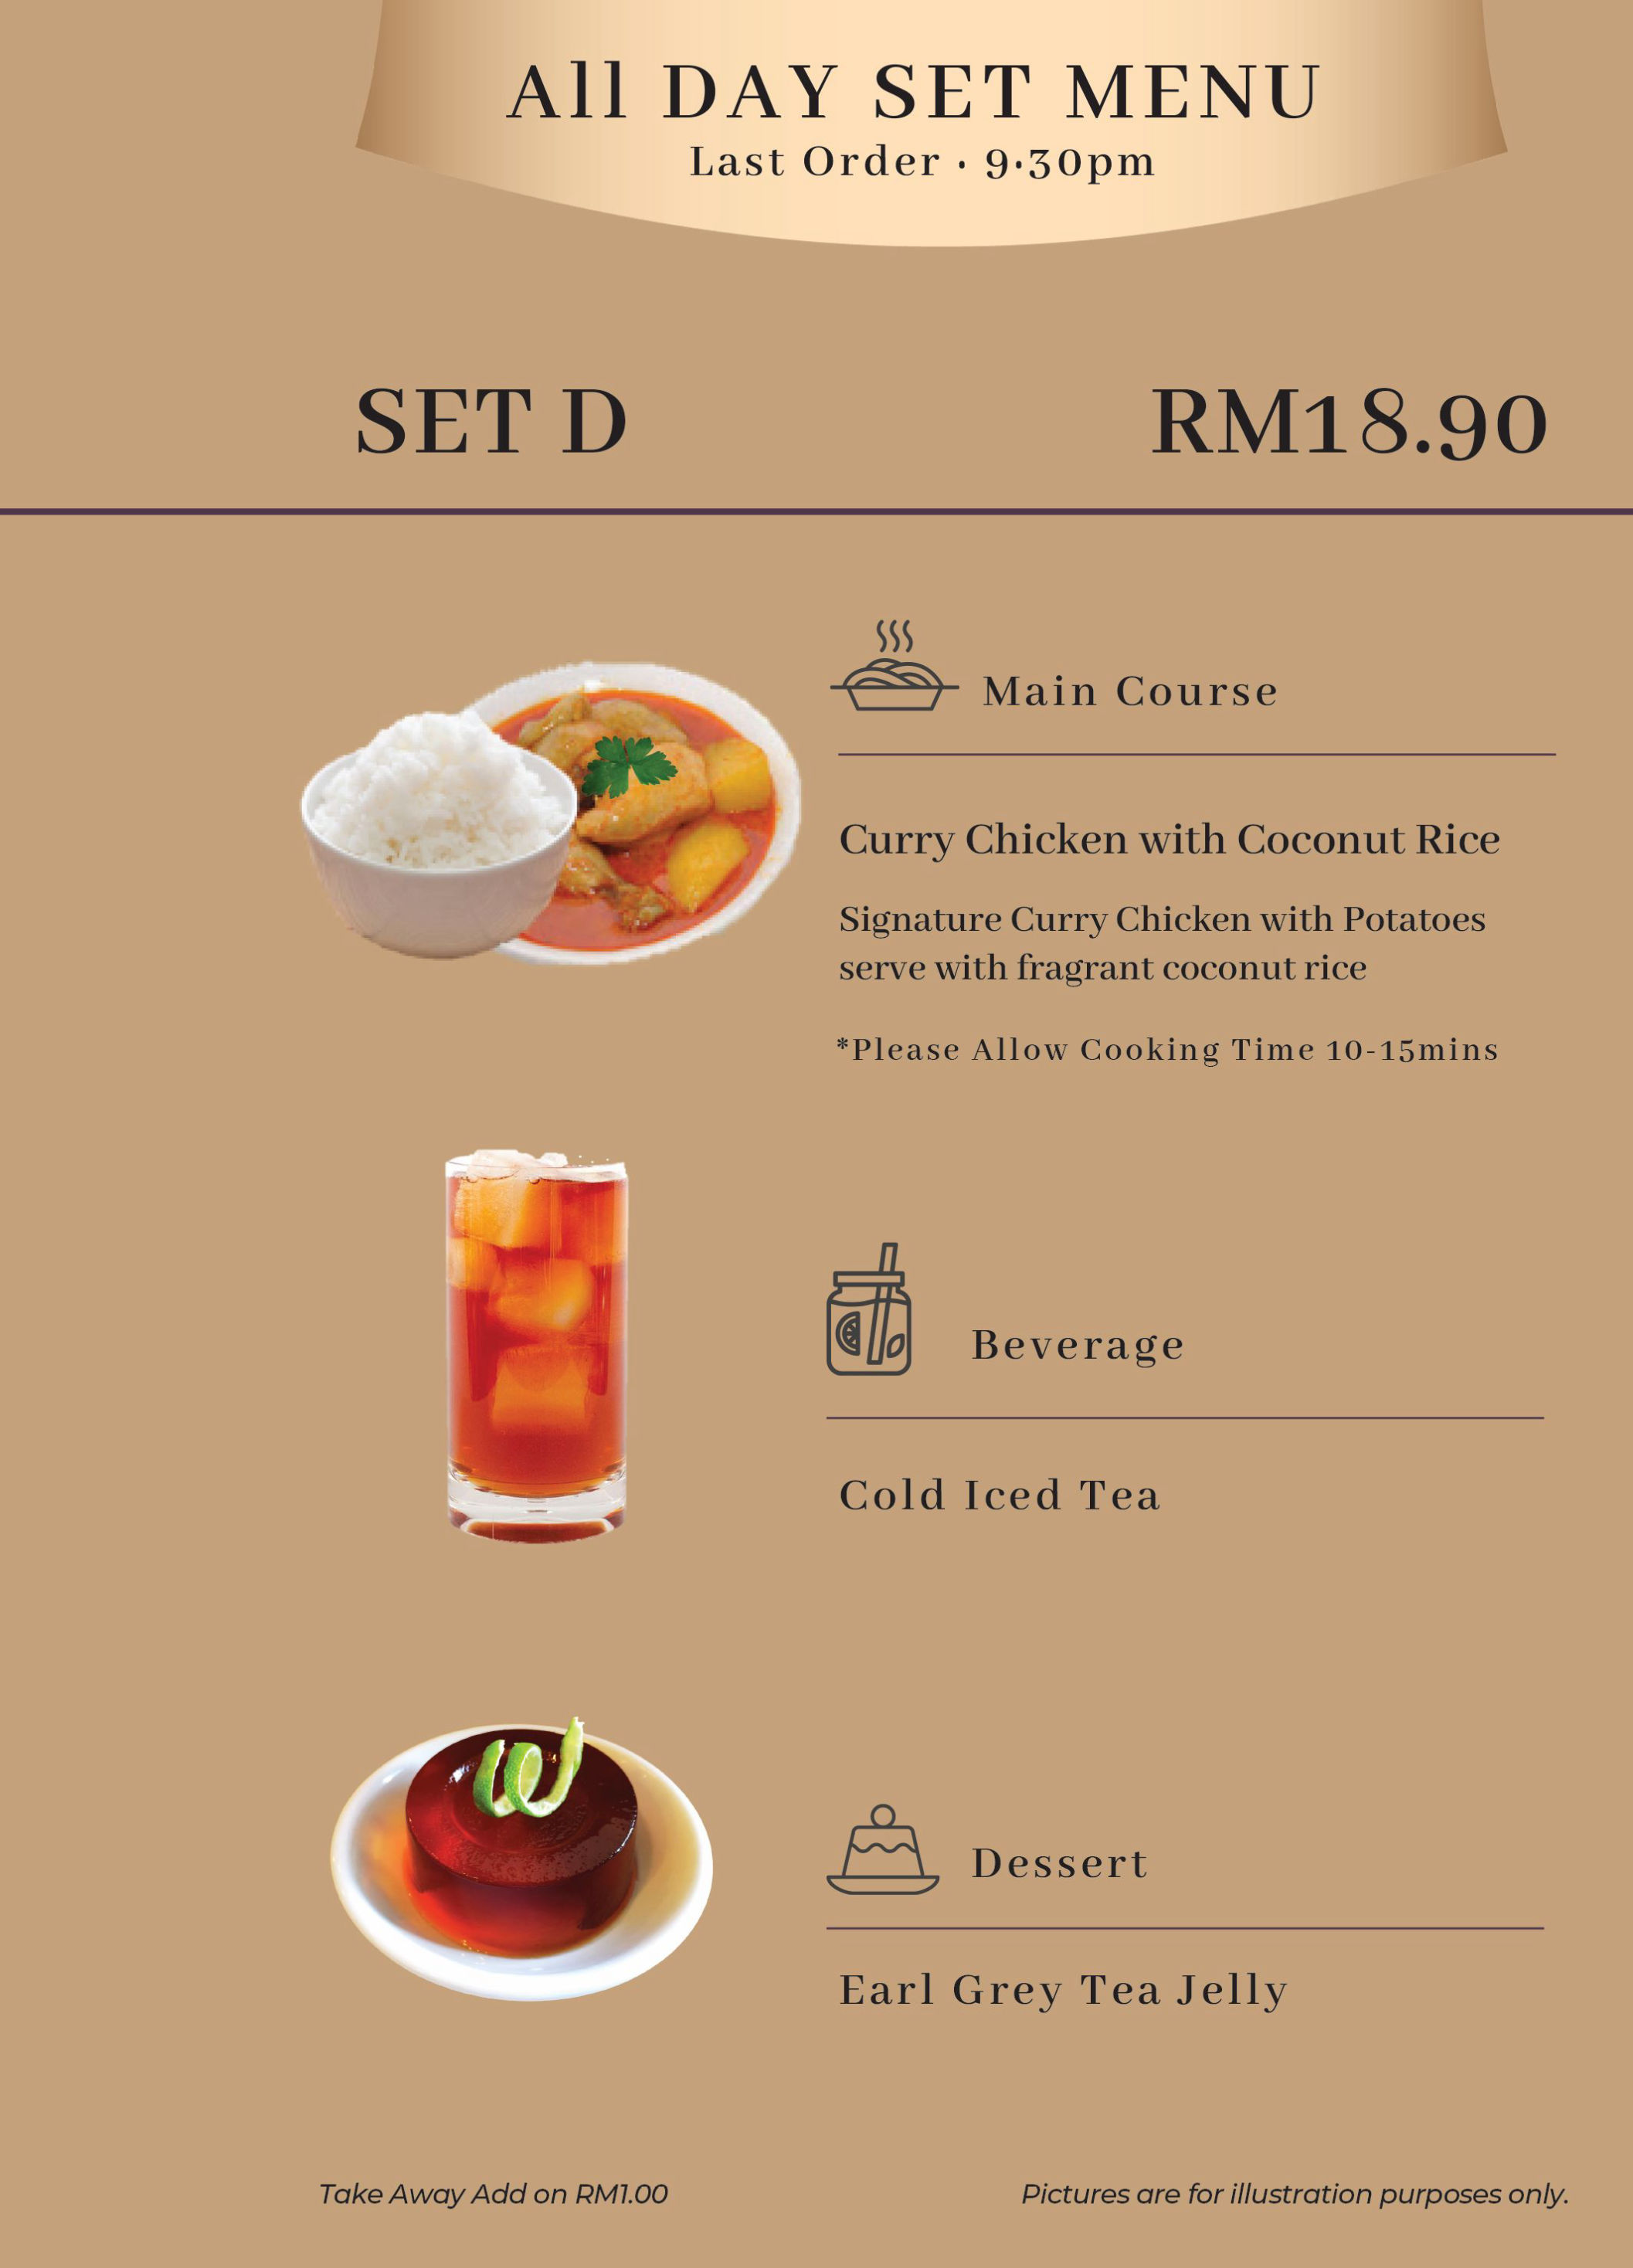 All DAY SET MENU
Last Order · 9·30pm
SET D
RM18.90
Main Course
Curry Chicken with Coconut Rice
Signature Curry Chicken with Potatoes
serve with fragrant coconut rice
*Please Allow Cooking Time 10-15mins
Beverage
Cold Iced Tea
Dessert
Earl Grey Tea Jelly
Take Away Add on RM1.00
Pictures are for illustration purposes only.